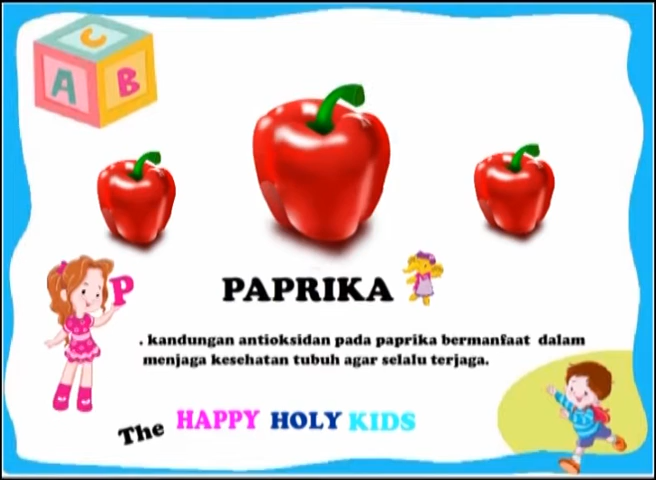 C
A B
P
PAPRIKA
. kandungan antioksidan pada paprika bermanfaat dalam
menjaga kesehatan tubuh agar selalu terjaga.
The HAPPY HOLY KIDS